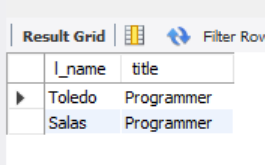 Result Grid Filter Row
l_name title
Toledo Programmer
Salas Programmer